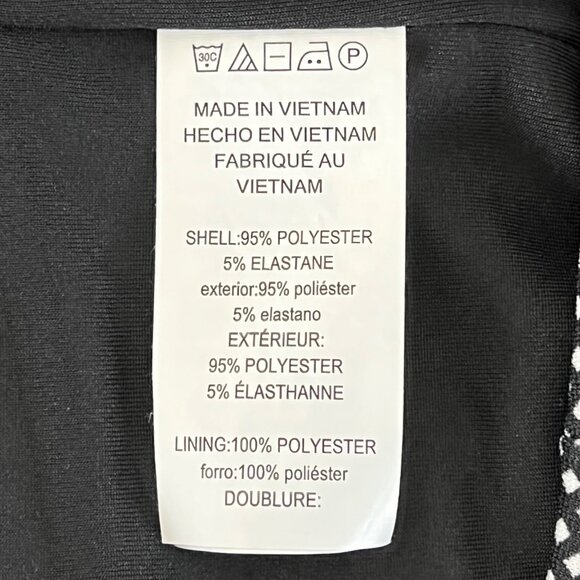 30C P
MADE IN VIETNAM
HECHO EN VIETNAM
FABRIQUÉ AU
VIETNAM
SHELL:95% POLYESTER
5% ELASTANE
exterior:95% poliéster
5% elastano
EXTÉRIEUR:
95% POLYESTER
5% ÉLASTHANNE
LINING:100% POLYESTER
forro:100% poliéster
DOUBLURE: